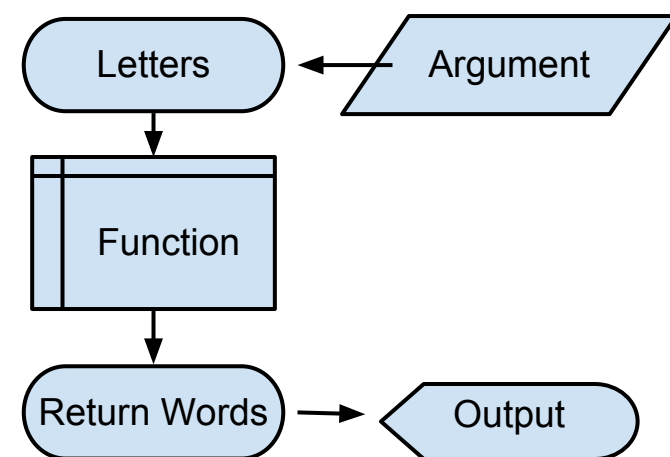 Letters
Argument
Function
Return Words
Output